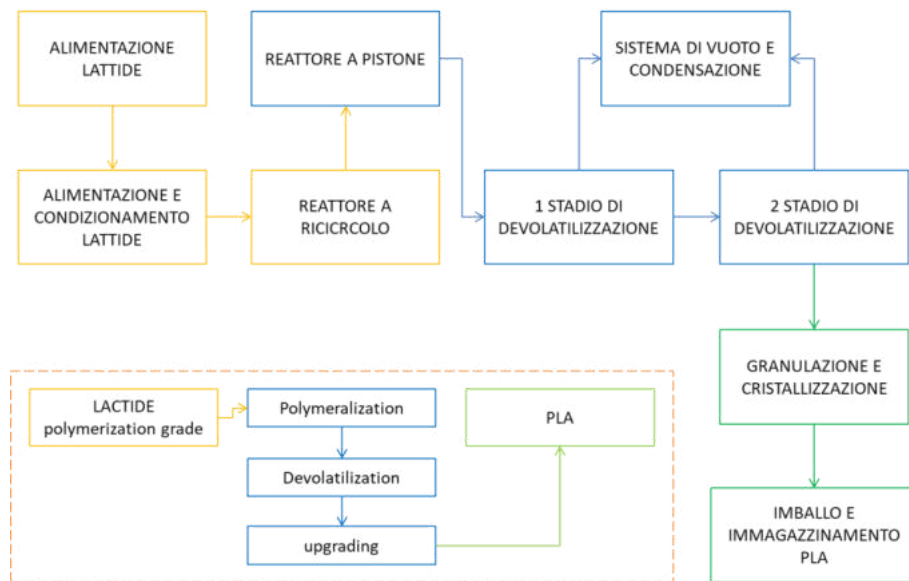 ALIMENTAZIONE
LATTIDE
REATTORE A PISTONE
SISTEMA DI VUOTO E
CONDENSAZIONE
ALIMENTAZIONE E
CONDIZIONAMENTO
LATTIDE
REATTORE A
RICICRCOLO
1 STADIO DI
DEVOLATILIZZAZIONE
2 STADIO DI
DEVOLATILIZZAZIONE
GRANULAZIONE E
CRISTALLIZZAZIONE
LACTIDE
polymerization grade
Polymeralization
PLA
Devolatilization
upgrading
IMBALLO E
IMMAGAZZINAMENTO
PLA